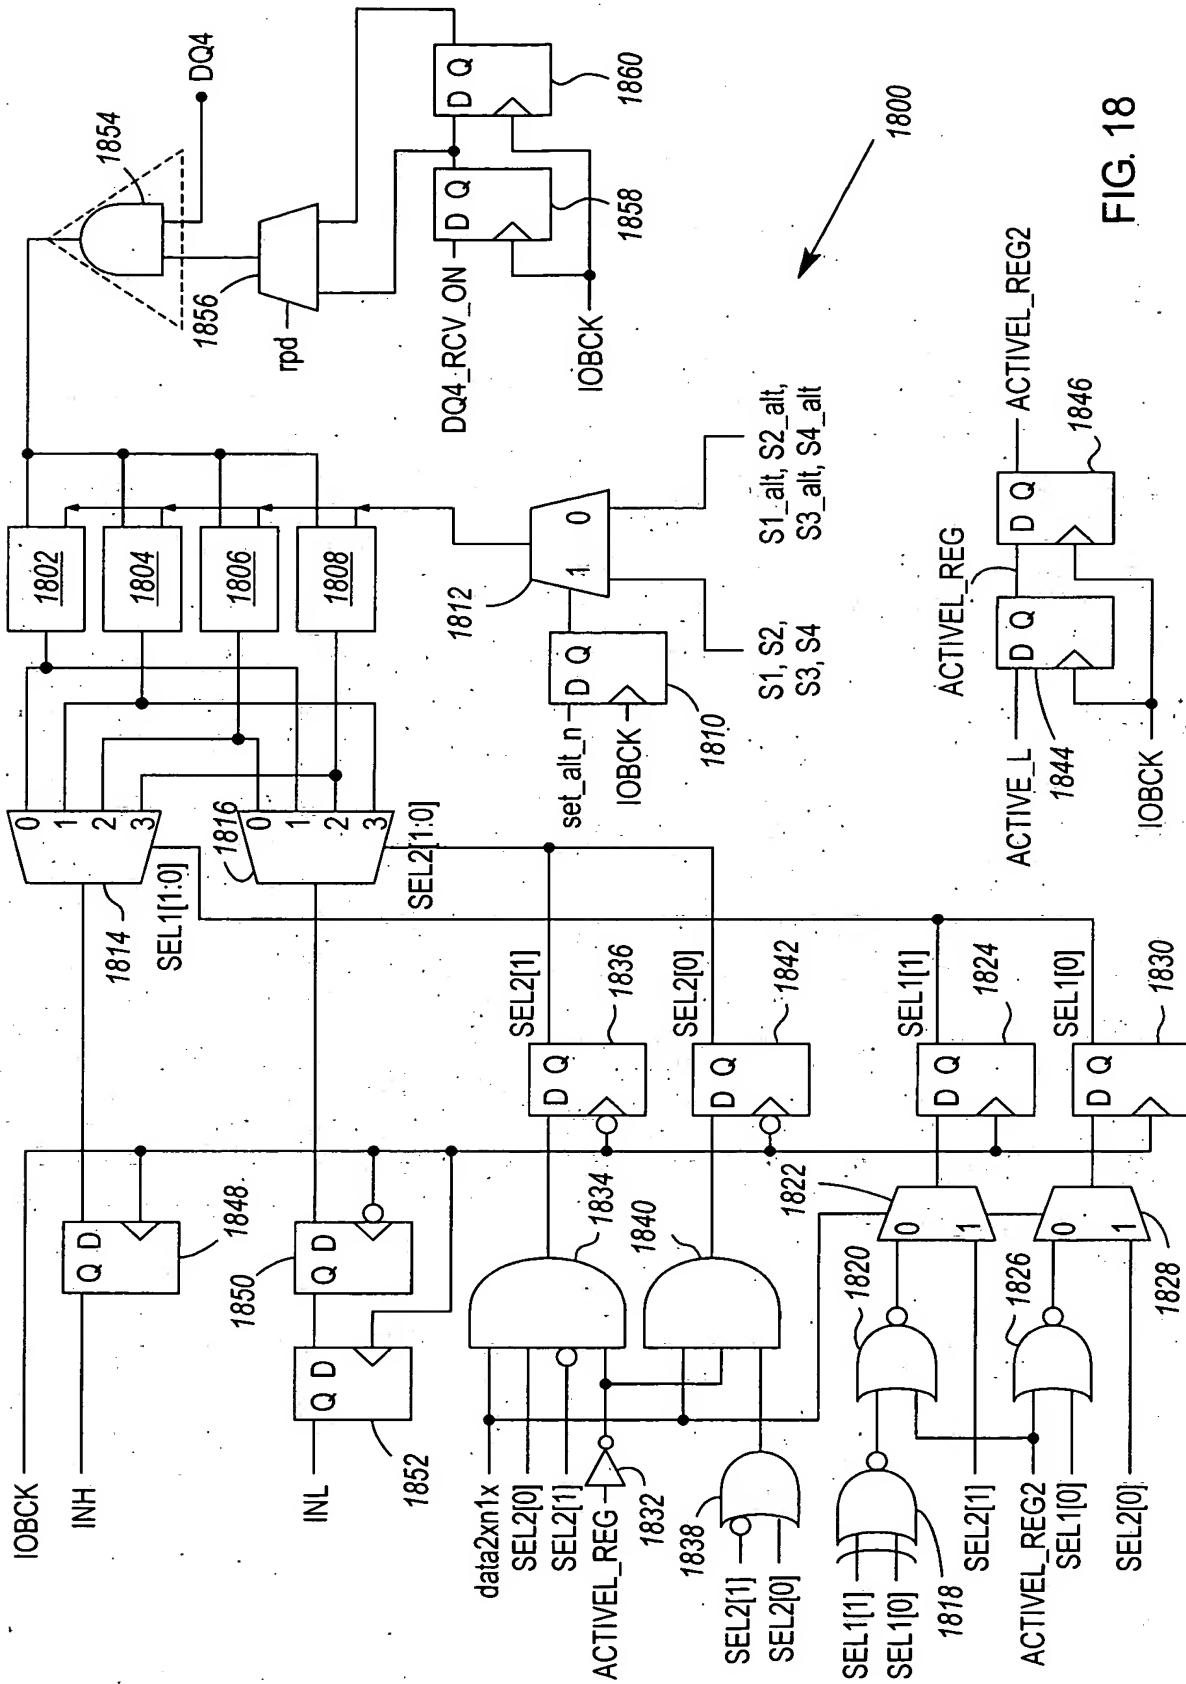 IOBCK
INH
INL
data2xn1x
SEL2[0]
SEL2[1]
ACTIVEL_REG
1832
SEL2[1]
SEL2[0]
1838
SEL1[1]
SEL1[0]
1818
SEL2[1]
ACTIVEL_REG2
SEL1[0]
SEL2[0]
Q D
1848
1850
Q D
Q D
1852
1834
1840
1820
1826
1822
0
1
0
1
1828
D Q
SEL2[1]
1836
D Q
SEL2[0]
1842
D Q
SEL1[1]
1824
D Q
SEL1[0]
1830
0
1
2
3
1814
SEL1[1:0]
1816
0
1
2
3
SEL2[1:0]
1802
1804
1806
1808
set_alt_n
IOBCK
D Q
1810
1812
1
0
S1, S2,
S3, S4
S1_alt, S2_alt,
S3_alt, S4_alt
ACTIVE_L
D Q
1844
ACTIVEL_REG
D Q
1846
ACTIVEL_REG2
IOBCK
1854
DQ4
1856
rpd
DQ4_RCV_ON
D Q
1858
D Q
1860
IOBCK
1800
FIG. 18